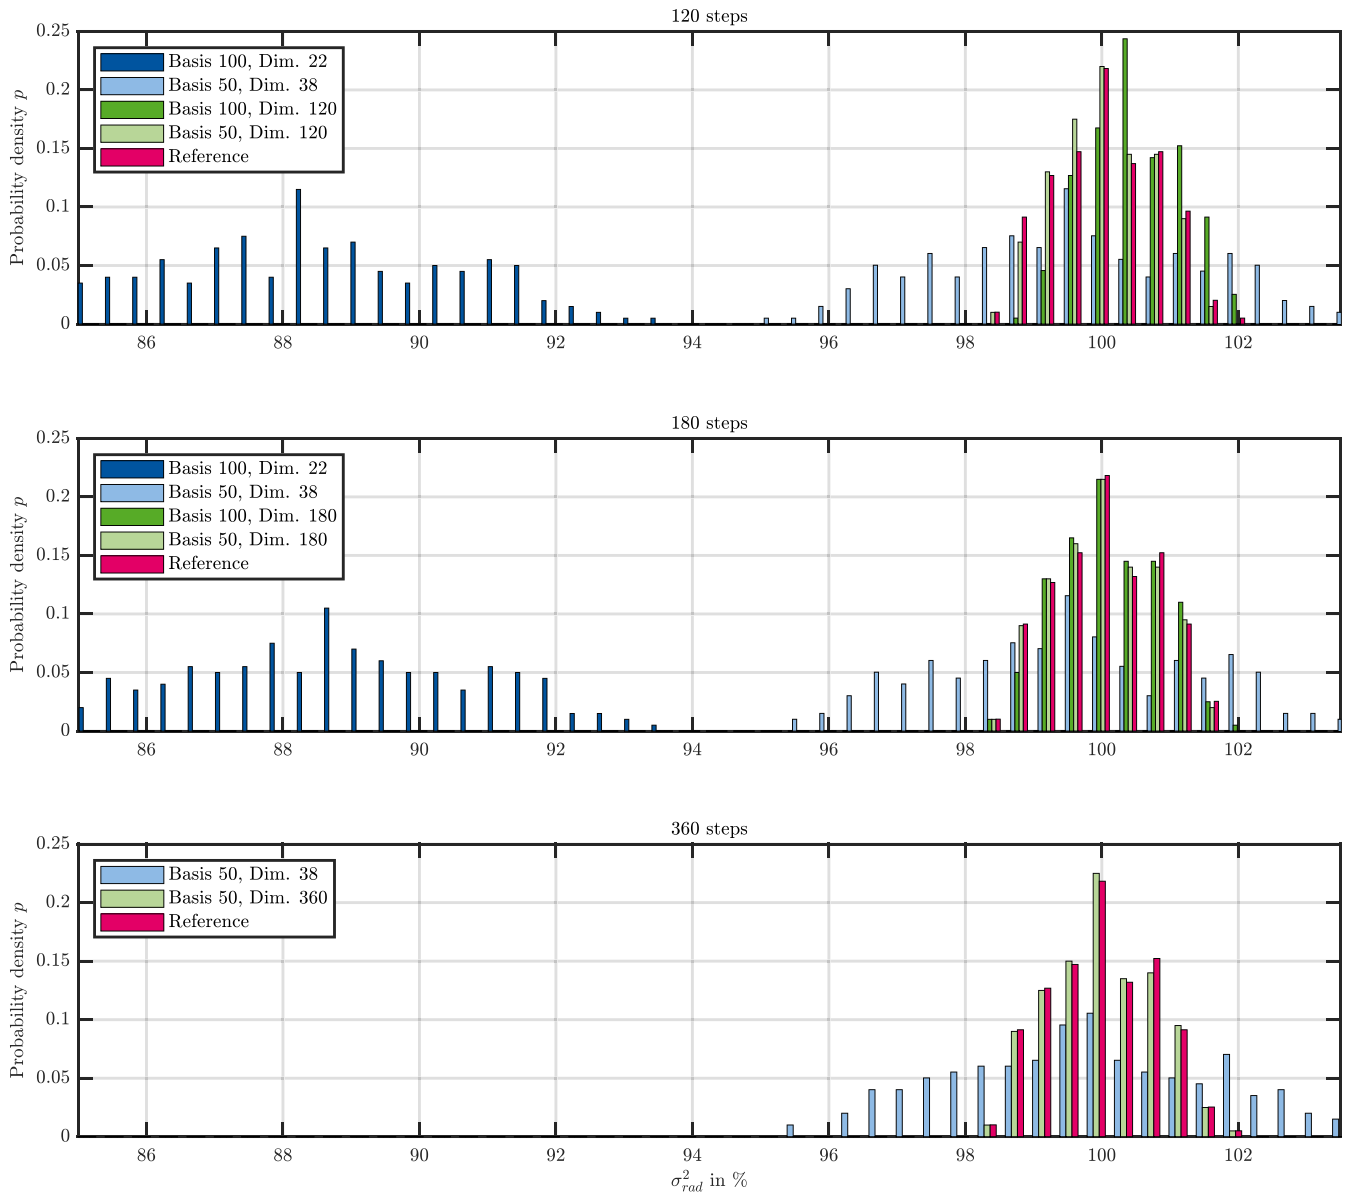 120 steps
0.25
0.2
0.15
0.1
0.05
0
Probability density p
Basis 100, Dim. 22
Basis 50, Dim. 38
Basis 100, Dim. 120
Basis 50, Dim. 120
Reference
86 88 90 92 94 96 98 100 102
180 steps
0.25
0.2
0.15
0.1
0.05
0
Probability density p
Basis 100, Dim. 22
Basis 50, Dim. 38
Basis 100, Dim. 180
Basis 50, Dim. 180
Reference
86 88 90 92 94 96 98 100 102
360 steps
0.25
0.2
0.15
0.1
0.05
0
Probability density p
Basis 50, Dim. 38
Basis 50, Dim. 360
Reference
86 88 90 92 94 96 98 100 102
σ²_rad in %